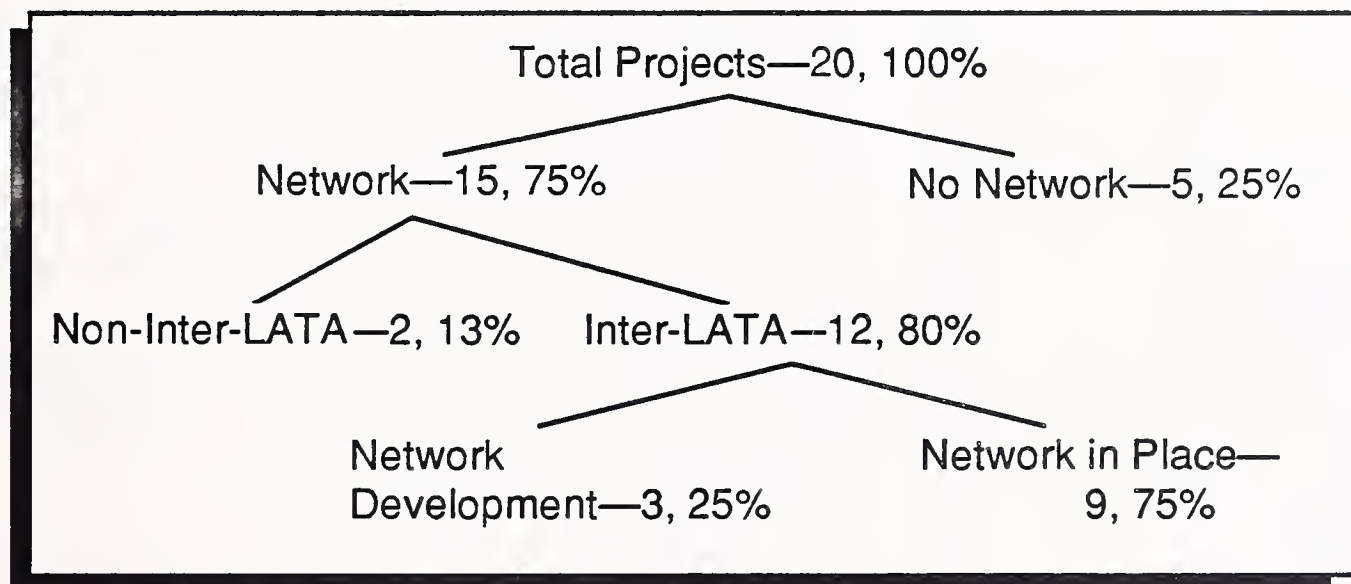 Total Projects—20, 100%
Network—15, 75%
No Network—5, 25%
Non-Inter-LATA—2, 13%
Inter-LATA—12, 80%
Network
Development—3, 25%
Network in Place—
9, 75%